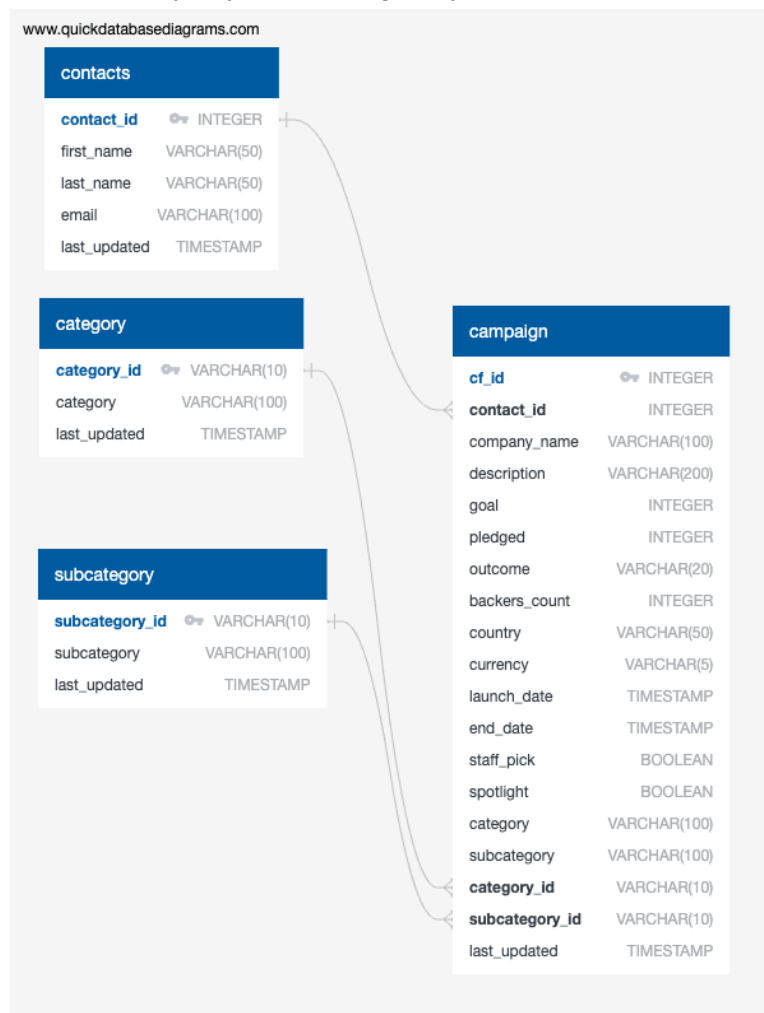 www.quickdatabasediagrams.com
contacts
contact_id INTEGER
first_name VARCHAR(50)
last_name VARCHAR(50)
email VARCHAR(100)
last_updated TIMESTAMP
category
category_id VARCHAR(10)
category VARCHAR(100)
last_updated TIMESTAMP
subcategory
subcategory_id VARCHAR(10)
subcategory VARCHAR(100)
last_updated TIMESTAMP
campaign
cf_id INTEGER
contact_id INTEGER
company_name VARCHAR(100)
description VARCHAR(200)
goal INTEGER
pledged INTEGER
outcome VARCHAR(20)
backers_count INTEGER
country VARCHAR(50)
currency VARCHAR(5)
launch_date TIMESTAMP
end_date TIMESTAMP
staff_pick BOOLEAN
spotlight BOOLEAN
category VARCHAR(100)
subcategory VARCHAR(100)
category_id VARCHAR(10)
subcategory_id VARCHAR(10)
last_updated TIMESTAMP